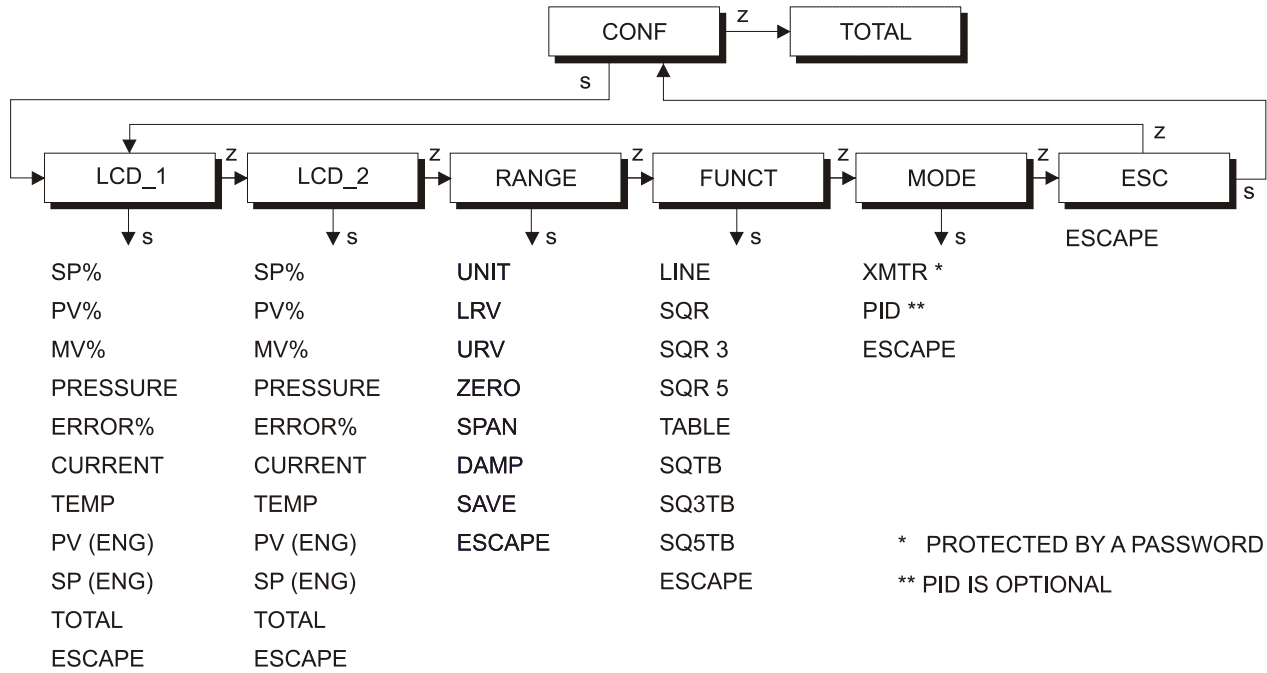 CONF
z
TOTAL
s
z
LCD_1
z
LCD_2
z
RANGE
z
FUNCT
z
MODE
z
ESC
s
s
s
s
s
s
ESCAPE
SP%
PV%
MV%
PRESSURE
ERROR%
CURRENT
TEMP
PV (ENG)
SP (ENG)
TOTAL
ESCAPE
SP%
PV%
MV%
PRESSURE
ERROR%
CURRENT
TEMP
PV (ENG)
SP (ENG)
TOTAL
ESCAPE
UNIT
LRV
URV
ZERO
SPAN
DAMP
SAVE
ESCAPE
LINE
SQR
SQR 3
SQR 5
TABLE
SQTB
SQ3TB
SQ5TB
ESCAPE
XMTR *
PID **
ESCAPE
* PROTECTED BY A PASSWORD
** PID IS OPTIONAL